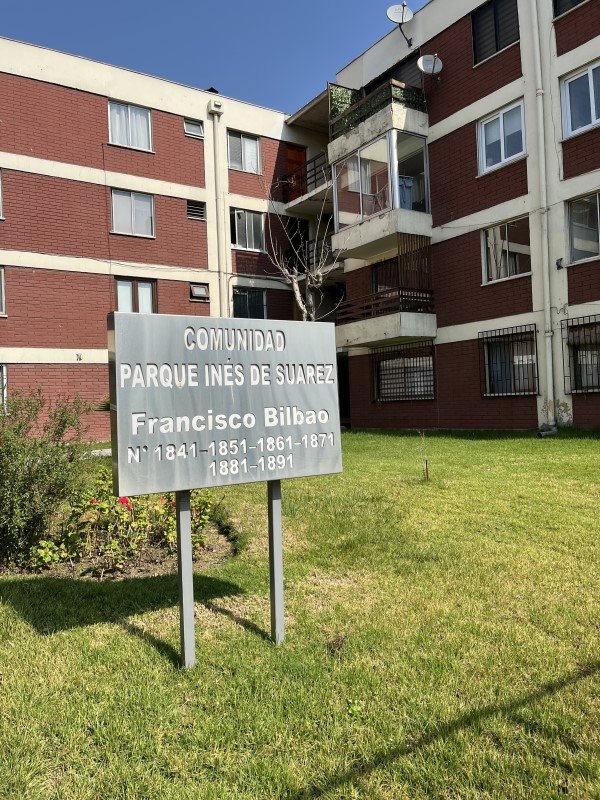 COMUNIDAD
PARQUE INÉS DE SUAREZ
Francisco Bilbao
N° 1841-1851-1861-1871
1881-1891